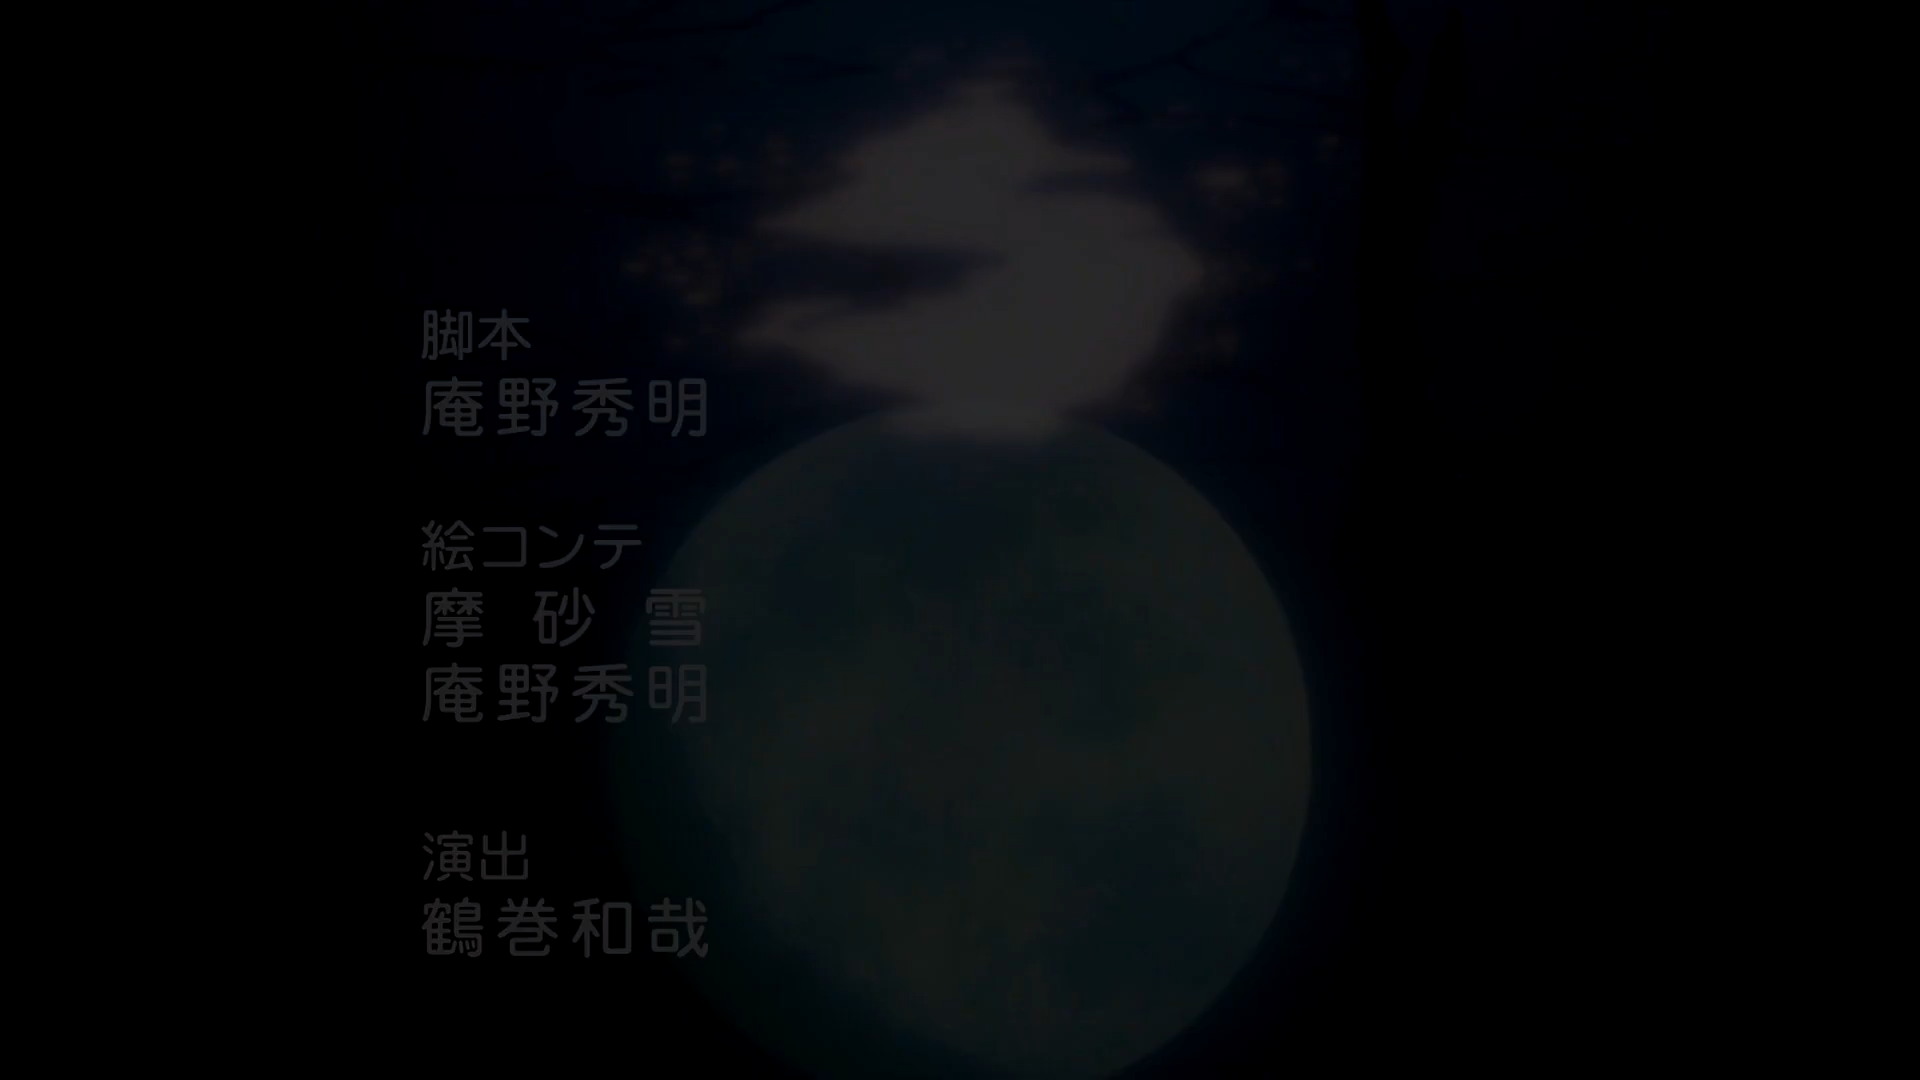 脚本
庵野秀明
絵コンテ
摩砂雪
庵野秀明
演出
鶴巻和哉